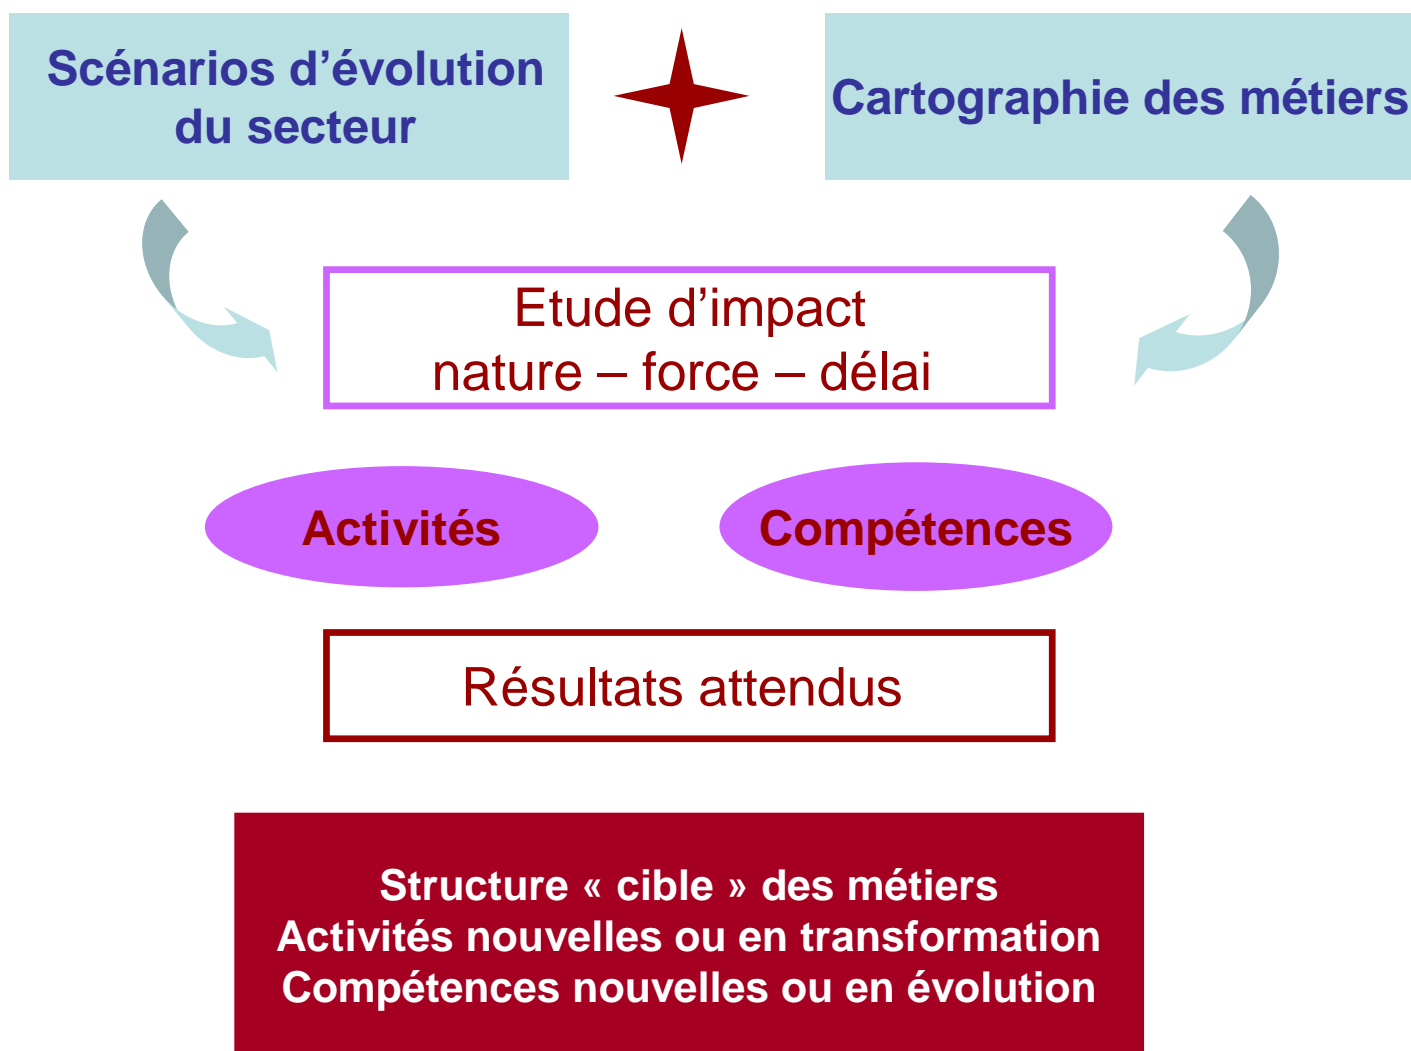 Scénarios d’évolution
du secteur
Cartographie des métiers
Etude d’impact
nature – force – délai
Activités
Compétences
Résultats attendus
Structure « cible » des métiers
Activités nouvelles ou en transformation
Compétences nouvelles ou en évolution